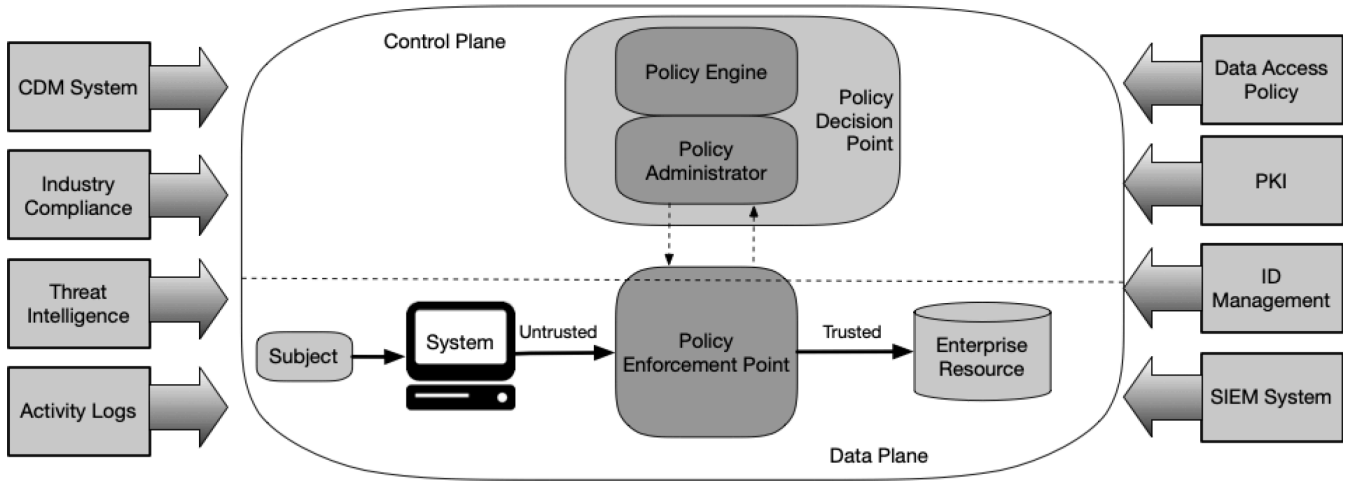 Control Plane
CDM System
Industry
Compliance
Threat
Intelligence
Activity Logs
Policy Engine
Policy
Administrator
Policy
Decision
Point
Subject
System
Untrusted
Policy
Enforcement Point
Trusted
Enterprise
Resource
Data Plane
Data Access
Policy
PKI
ID
Management
SIEM System